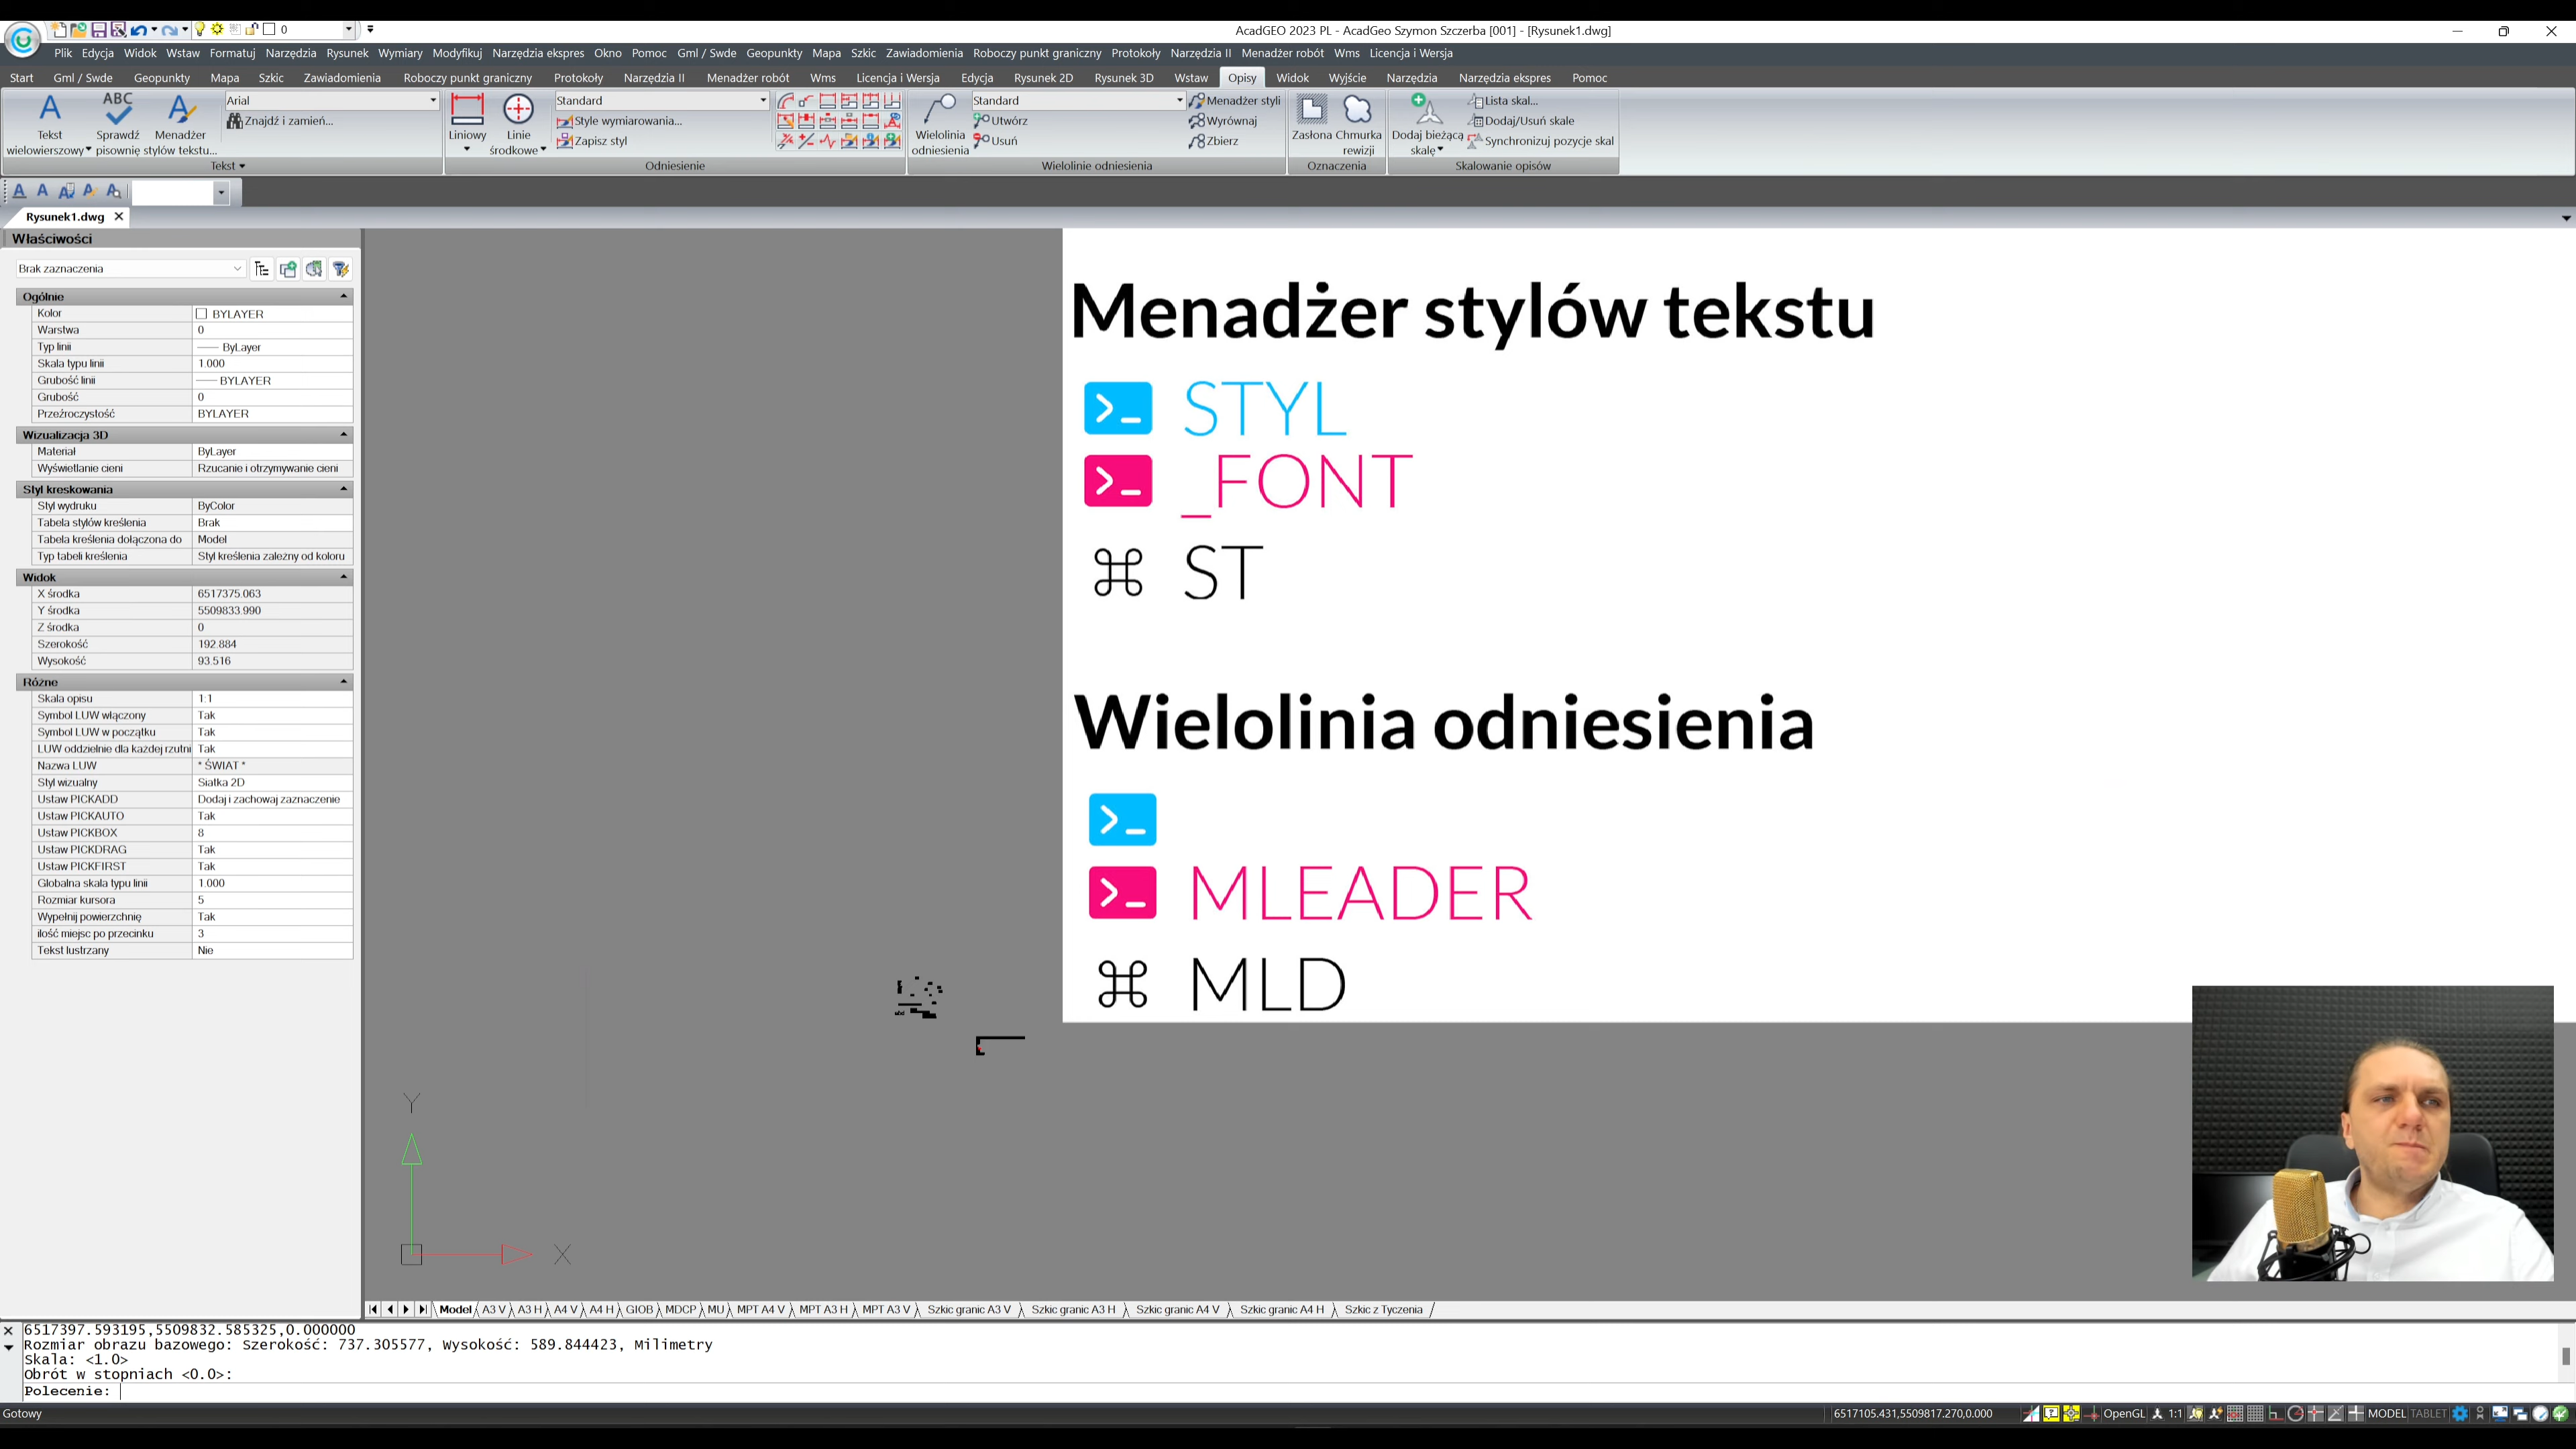 0
AcadGEO 2023 PL - AcadGeo Szymon Szczerba [001] - [Rysunek1.dwg]
Plik Edycja Widok Wstaw Formatuj Narzędzia Rysunek Wymiary Modyfikuj Narzędzia ekspres Okno Pomoc Gml / Swde Geopunkty Mapa Szkic Zawiadomienia Roboczy punkt graniczny Protokoły Narzędzia II Menadżer robót Wms Licencja i Wersja
Start Gml / Swde Geopunkty Mapa Szkic Zawiadomienia Roboczy punkt graniczny Protokoły Narzędzia II Menadżer robót Wms Licencja i Wersja Edycja Rysunek 2D Rysunek 3D Wstaw Opisy Widok Wyjście Narzędzia Narzędzia ekspres Pomoc
Tekst wielowierszowy
ABC Sprawdź pisownię
Menadżer stylów tekstu...
Arial
Znajdź i zamień...
Tekst
Liniowy
Linie środkowe
Standard
Style wymiarowania...
Zapisz styl
Odniesienie
Wielolinia odniesienia
Standard
Utwórz
Usuń
Menadżer styli
Wyrównaj
Zbierz
Wielolinie odniesienia
Zasłona
Chmurka rewizji
Oznaczenia
Dodaj bieżącą skalę
Lista skal...
Dodaj/Usuń skale
Synchronizuj pozycje skal
Skalowanie opisów
Rysunek1.dwg
Właściwości
Brak zaznaczenia
Ogólnie
Kolor BYLAYER
Warstwa 0
Typ linii ByLayer
Skala typu linii 1.000
Grubość linii BYLAYER
Grubość 0
Przeźroczystość BYLAYER
Wizualizacja 3D
Materiał ByLayer
Wyświetlanie cieni Rzucanie i otrzymywanie cieni
Styl kreskowania
Styl wydruku ByColor
Tabela stylów kreślenia Brak
Tabela kreślenia dołączona do Model
Typ tabeli kreślenia Styl kreślenia zależny od koloru
Widok
X środka 6517375.063
Y środka 5509833.990
Z środka 0
Szerokość 192.884
Wysokość 93.516
Różne
Skala opisu 1:1
Symbol LUW włączony Tak
Symbol LUW w początku Tak
LUW oddzielnie dla każdej rzutni Tak
Nazwa LUW * ŚWIAT *
Styl wizualny Siatka 2D
Ustaw PICKADD Dodaj i zachowaj zaznaczenie
Ustaw PICKAUTO Tak
Ustaw PICKBOX 8
Ustaw PICKDRAG Tak
Ustaw PICKFIRST Tak
Globalna skala typu linii 1.000
Rozmiar kursora 5
Wypełnij powierzchnię Tak
ilość miejsc po przecinku 3
Tekst lustrzany Nie
Menadżer stylów tekstu
>_ STYL
>_ _FONT
⌘ ST
Wielolinia odniesienia
>_
>_ MLEADER
⌘ MLD
Y
X
Model A3 V A3 H A4 V A4 H GIOB MDCP MU MPT A4 V MPT A3 H MPT A3 V Szkic granic A3 V Szkic granic A3 H Szkic granic A4 V Szkic granic A4 H Szkic z Tyczenia
6517397.593195,5509832.585325,0.000000
Rozmiar obrazu bazowego: Szerokość: 737.305577, Wysokość: 589.844423, Milimetry
Skala: <1.0>
Obrót w stopniach <0.0>:
Polecenie:
Gotowy
6517105.431,5509817.270,0.000 OpenGL 1:1 MODEL TABLET